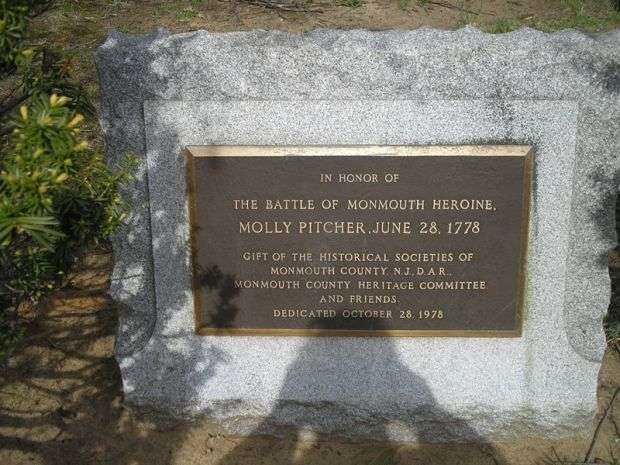 IN HONOR OF
THE BATTLE OF MONMOUTH HEROINE,
MOLLY PITCHER, JUNE 28, 1778
GIFT OF THE HISTORICAL SOCIETIES OF
MONMOUTH COUNTY, N.J., D.A.R.,
MONMOUTH COUNTY HERITAGE COMMITTEE
AND FRIENDS.
DEDICATED OCTOBER 28, 1978